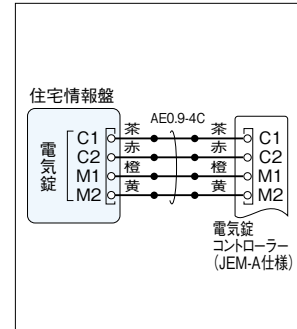 住宅情報盤
電気錠
C1
C2
M1
M2
茶
赤
橙
黄
AE0.9-4C
茶
赤
橙
黄
C1
C2
M1
M2
電気錠
コントローラー
(JEM-A仕様)